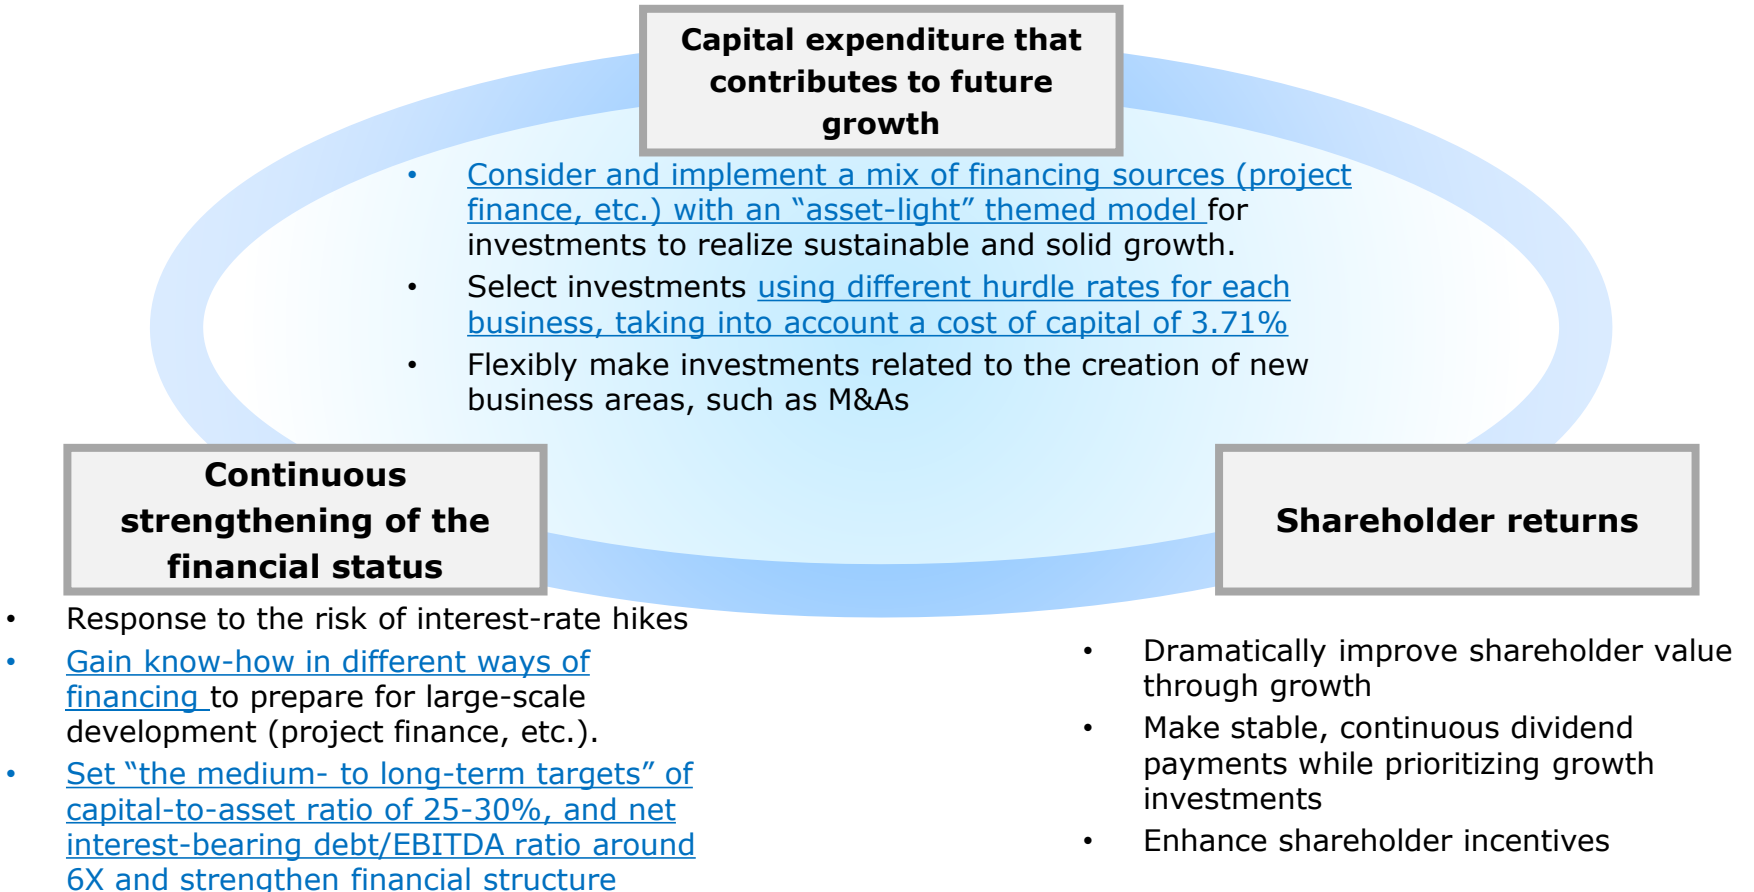 Capital expenditure that
contributes to future
growth
• Consider and implement a mix of financing sources (project
finance, etc.) with an “asset-light” themed model for
investments to realize sustainable and solid growth.
• Select investments using different hurdle rates for each
business, taking into account a cost of capital of 3.71%
• Flexibly make investments related to the creation of new
business areas, such as M&As
Continuous
strengthening of the
financial status
• Response to the risk of interest-rate hikes
• Gain know-how in different ways of
financing to prepare for large-scale
development (project finance, etc.).
• Set “the medium- to long-term targets” of
capital-to-asset ratio of 25-30%, and net
interest-bearing debt/EBITDA ratio around
6X and strengthen financial structure
Shareholder returns
• Dramatically improve shareholder value
through growth
• Make stable, continuous dividend
payments while prioritizing growth
investments
• Enhance shareholder incentives